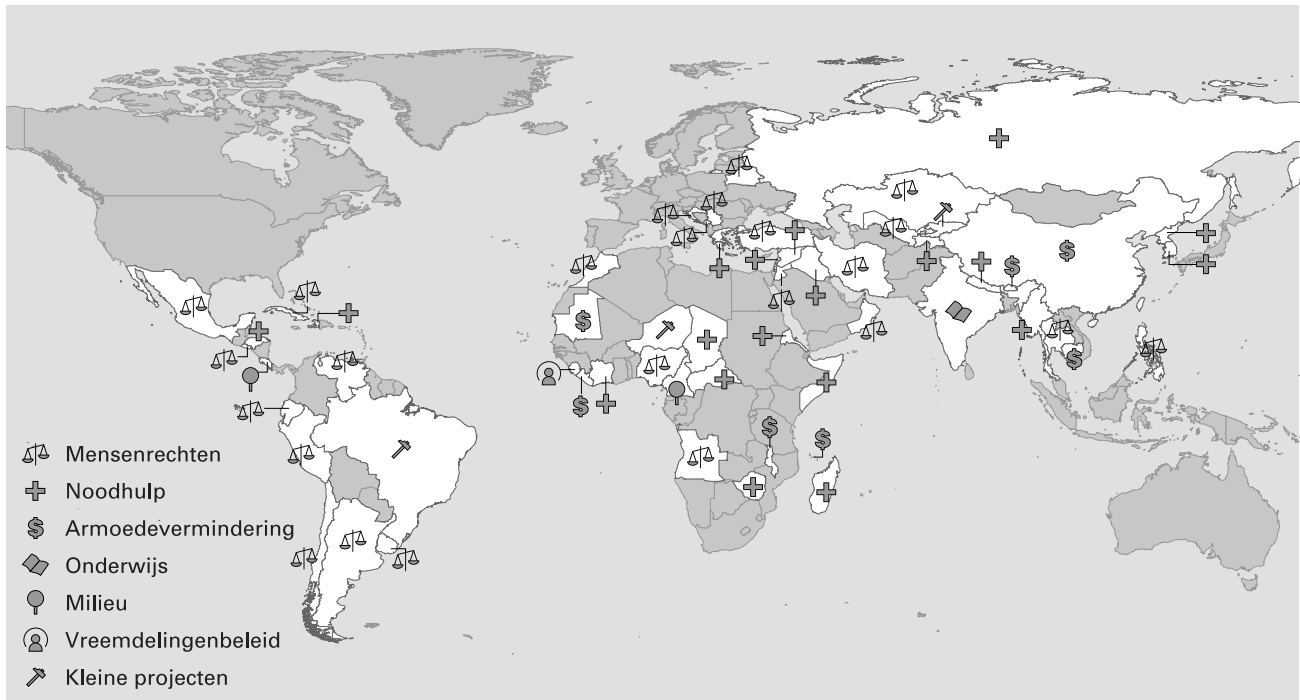 Mensenrechten
Noodhulp
Armoedevermindering
Onderwijs
Milieu
Vreemdelingenbeleid
Kleine projecten